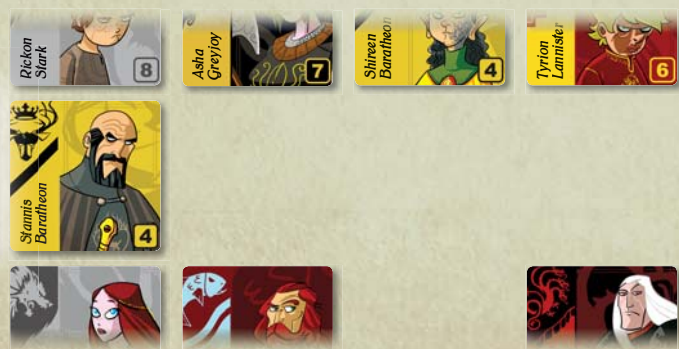 Rickon
Stark
8
Asha
Greyjoy
7
Shireen
Baratheon
4
Tyrion
Lannister
6
Stannis
Baratheon
4